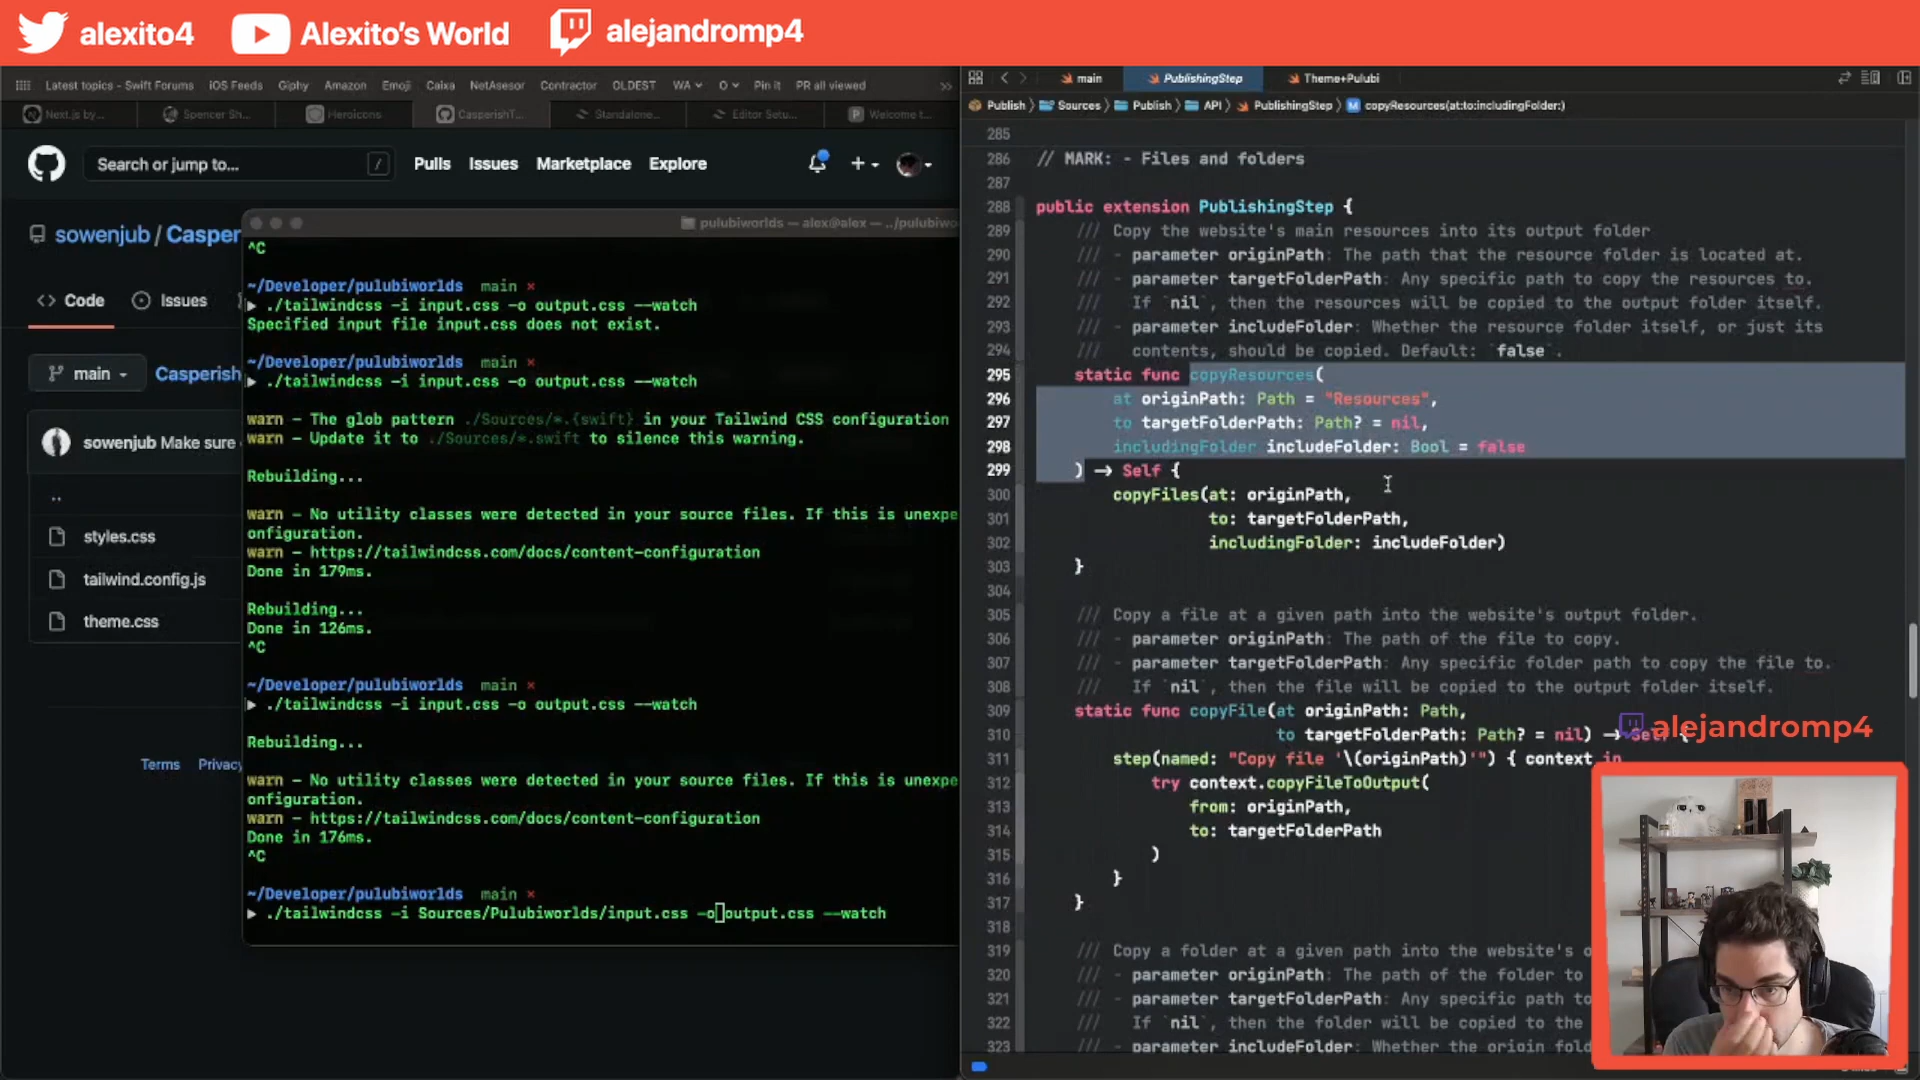 alexito4
Alexito's World
alejandromp4
Latest topics - Swift Forums iOS Feeds Giphy Amazon Emoji Caixa NetAsesor Contractor OLDEST WA O Pin it PR all viewed
Next.js by... Spencer Sh... Heroicons CasperishT... Standalone... Editor Setu... Welcome t...
Search or jump to... /
Pulls Issues Marketplace Explore
sowenjub / Casper
Code Issues
main Casperish
sowenjub Make sure
..
styles.css
tailwind.config.js
theme.css
Terms Privacy
pulubiworlds — alex@alex — ../pulubiwo
^C
~/Developer/pulubiworlds main ×
./tailwindcss -i input.css -o output.css --watch
Specified input file input.css does not exist.
~/Developer/pulubiworlds main ×
./tailwindcss -i input.css -o output.css --watch
warn - The glob pattern ./Sources/*.{swift} in your Tailwind CSS configuration
warn - Update it to ./Sources/*.swift to silence this warning.
Rebuilding...
warn - No utility classes were detected in your source files. If this is unexpe
onfiguration.
warn - https://tailwindcss.com/docs/content-configuration
Done in 179ms.
Rebuilding...
Done in 126ms.
^C
~/Developer/pulubiworlds main ×
./tailwindcss -i input.css -o output.css --watch
Rebuilding...
warn - No utility classes were detected in your source files. If this is unexpe
onfiguration.
warn - https://tailwindcss.com/docs/content-configuration
Done in 176ms.
^C
~/Developer/pulubiworlds main ×
./tailwindcss -i Sources/Pulubiworlds/input.css -o output.css --watch
main PublishingStep Theme+Pulubi
Publish Sources Publish API PublishingStep M copyResources(at:to:includingFolder:)
285
286 // MARK: - Files and folders
287
288 public extension PublishingStep {
289 /// Copy the website's main resources into its output folder
290 /// - parameter originPath: The path that the resource folder is located at.
291 /// - parameter targetFolderPath: Any specific path to copy the resources to.
292 /// If `nil`, then the resources will be copied to the output folder itself.
293 /// - parameter includeFolder: Whether the resource folder itself, or just its
294 /// contents, should be copied. Default: `false`.
295 static func copyResources(
296 at originPath: Path = "Resources",
297 to targetFolderPath: Path? = nil,
298 includingFolder includeFolder: Bool = false
299 ) -> Self {
300 copyFiles(at: originPath,
301 to: targetFolderPath,
302 includingFolder: includeFolder)
303 }
304
305 /// Copy a file at a given path into the website's output folder.
306 /// - parameter originPath: The path of the file to copy.
307 /// - parameter targetFolderPath: Any specific folder path to copy the file to.
308 /// If `nil`, then the file will be copied to the output folder itself.
309 static func copyFile(at originPath: Path,
310 to targetFolderPath: Path? = nil) -> Self {
311 step(named: "Copy file '\(originPath)'") { context in
312 try context.copyFileToOutput(
313 from: originPath,
314 to: targetFolderPath
315 )
316 }
317 }
318
319 /// Copy a folder at a given path into the website's o
320 /// - parameter originPath: The path of the folder to
321 /// - parameter targetFolderPath: Any specific path to
322 /// If `nil`, then the folder will be copied to the
323 /// - parameter includeFolder: Whether the origin fold
alejandromp4